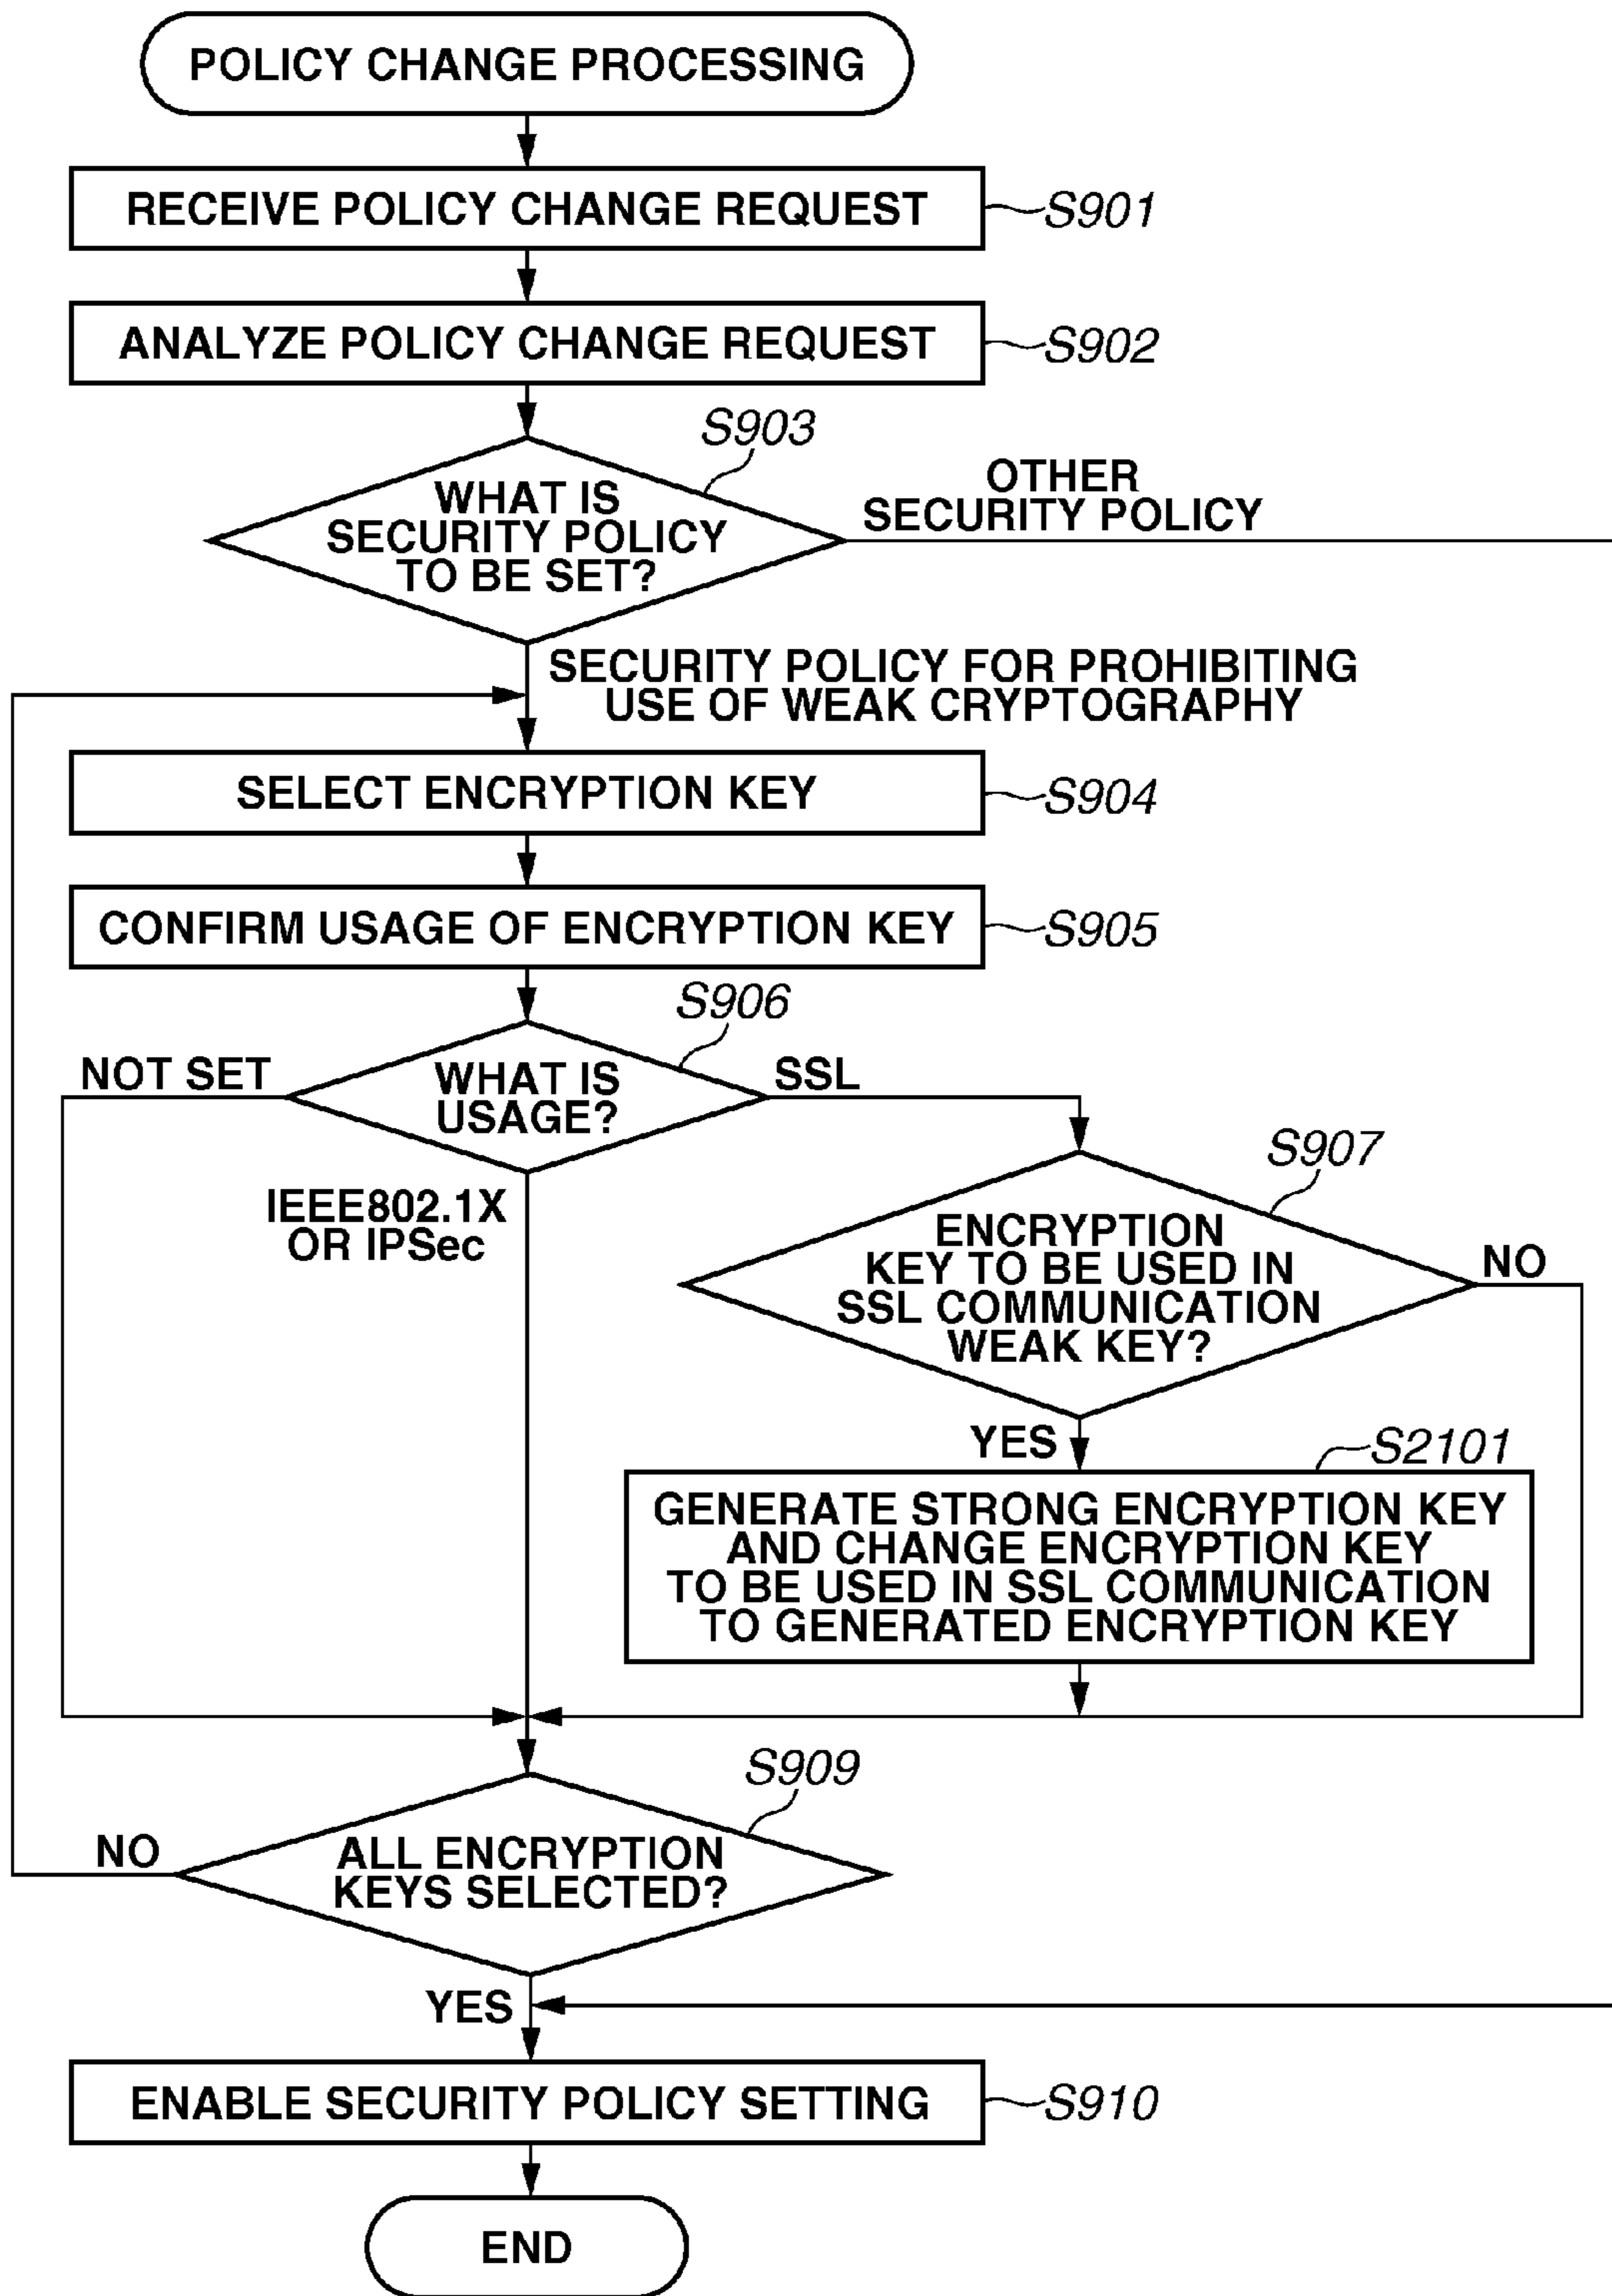 POLICY CHANGE PROCESSING
RECEIVE POLICY CHANGE REQUEST
S901
ANALYZE POLICY CHANGE REQUEST
S902
S903
WHAT IS
SECURITY POLICY
TO BE SET?
OTHER
SECURITY POLICY
SECURITY POLICY FOR PROHIBITING
USE OF WEAK CRYPTOGRAPHY
SELECT ENCRYPTION KEY
S904
CONFIRM USAGE OF ENCRYPTION KEY
S905
S906
NOT SET
WHAT IS
USAGE?
SSL
IEEE802.1X
OR IPSec
S907
ENCRYPTION
KEY TO BE USED IN
SSL COMMUNICATION
WEAK KEY?
NO
YES
S2101
GENERATE STRONG ENCRYPTION KEY
AND CHANGE ENCRYPTION KEY
TO BE USED IN SSL COMMUNICATION
TO GENERATED ENCRYPTION KEY
S909
NO
ALL ENCRYPTION
KEYS SELECTED?
YES
ENABLE SECURITY POLICY SETTING
S910
END